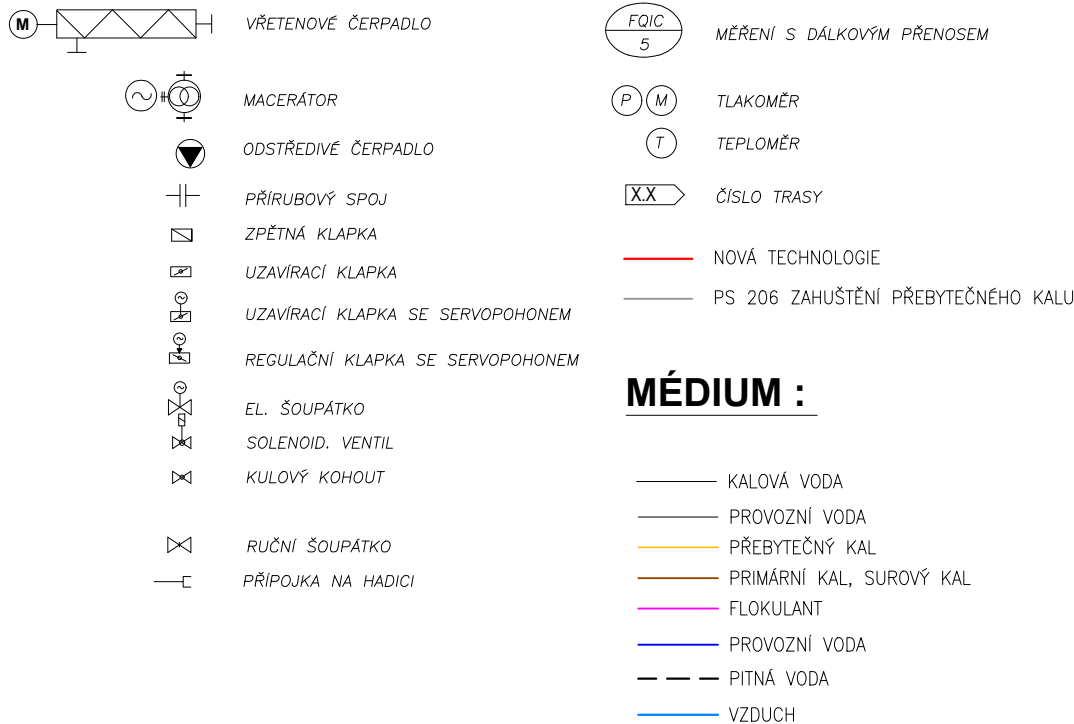 M
VŘETENOVÉ ČERPADLO
MACERÁTOR
ODSTŘEDIVÉ ČERPADLO
PŘÍRUBOVÝ SPOJ
ZPĚTNÁ KLAPKA
UZAVÍRACÍ KLAPKA
UZAVÍRACÍ KLAPKA SE SERVOPOHONEM
REGULAČNÍ KLAPKA SE SERVOPOHONEM
EL. ŠOUPÁTKO
SOLENOID. VENTIL
KULOVÝ KOHOUT
RUČNÍ ŠOUPÁTKO
PŘÍPOJKA NA HADICI
FQIC
5
MĚŘENÍ S DÁLKOVÝM PŘENOSEM
P M TLAKOMĚR
T TEPLOMĚR
X.X ČÍSLO TRASY
NOVÁ TECHNOLOGIE
PS 206 ZAHUŠTĚNÍ PŘEBYTEČNÉHO KALU
MÉDIUM :
KALOVÁ VODA
PROVOZNÍ VODA
PŘEBYTEČNÝ KAL
PRIMÁRNÍ KAL, SUROVÝ KAL
FLOKULANT
PROVOZNÍ VODA
PITNÁ VODA
VZDUCH